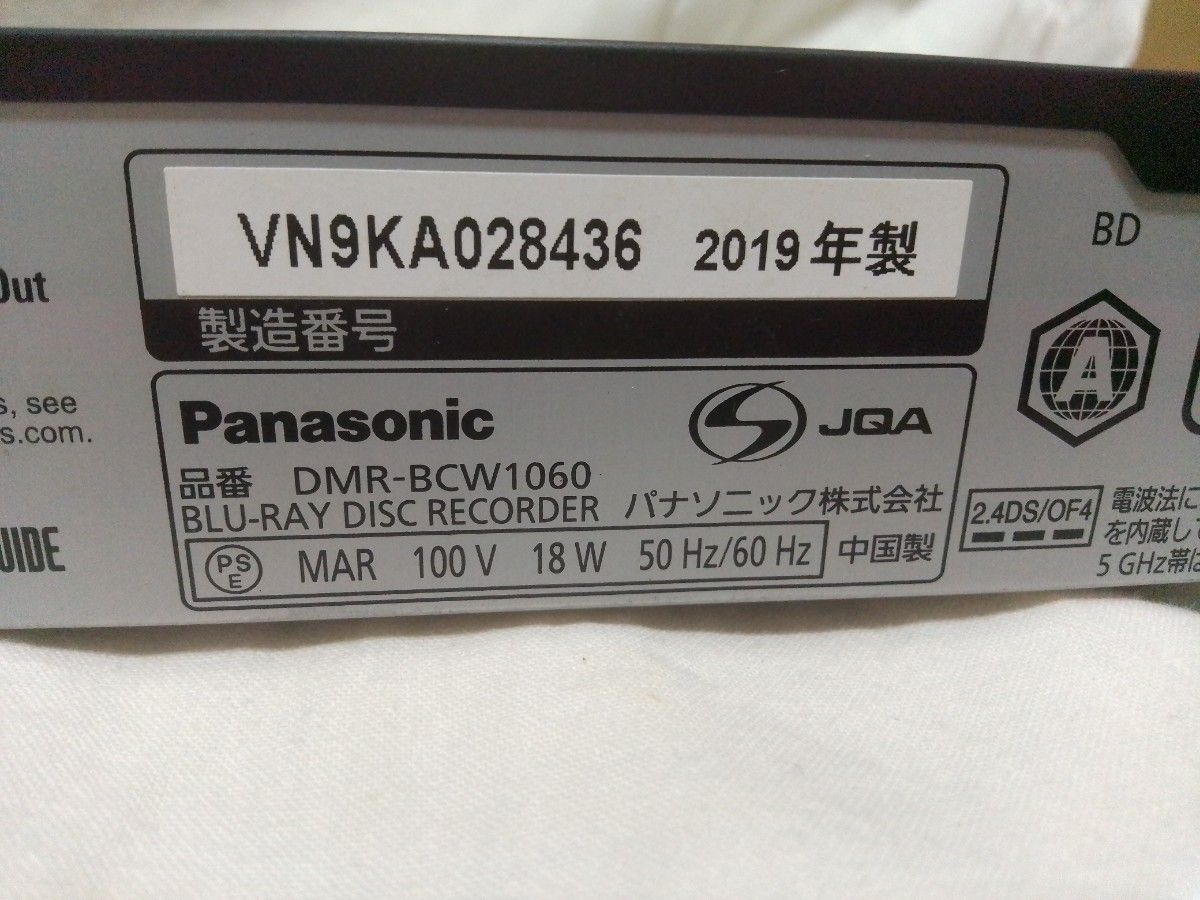 VN9KA028436 2019年製
製造番号
Out
s, see
s.com.
UIDE
Panasonic
JQA
品番 DMR-BCW1060
BLU-RAY DISC RECORDER パナソニック株式会社
PS E MAR 100 V 18 W 50 Hz/60 Hz 中国製
BD
A
2.4DS/OF4
電波法に
を内蔵して
5 GHz帯は